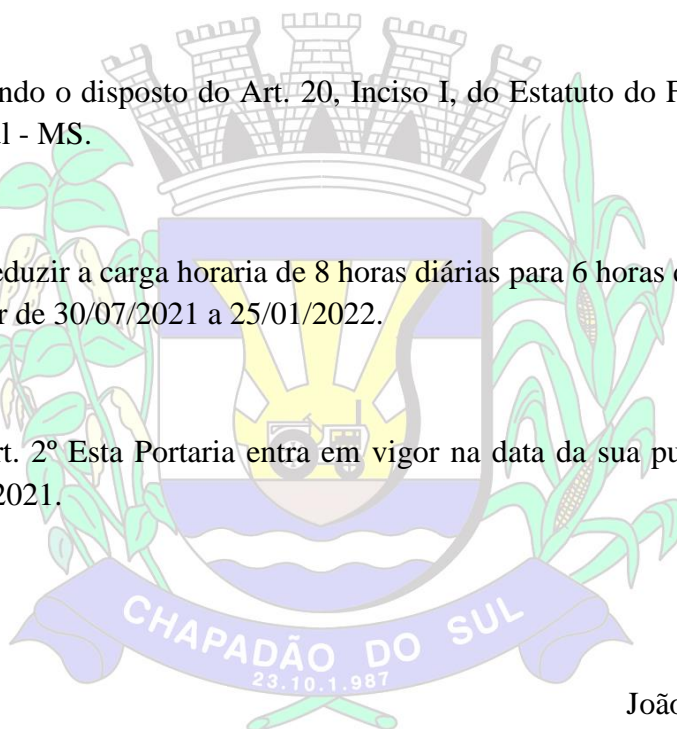 ndo o disposto do Art. 20, Inciso I, do Estatuto do F
l - MS.
eduzir a carga horaria de 8 horas diárias para 6 horas
r de 30/07/2021 a 25/01/2022.
rt. 2º Esta Portaria entra em vigor na data da sua pu
2021.
CHAPADÃO DO SUL
23.10.1.987
João